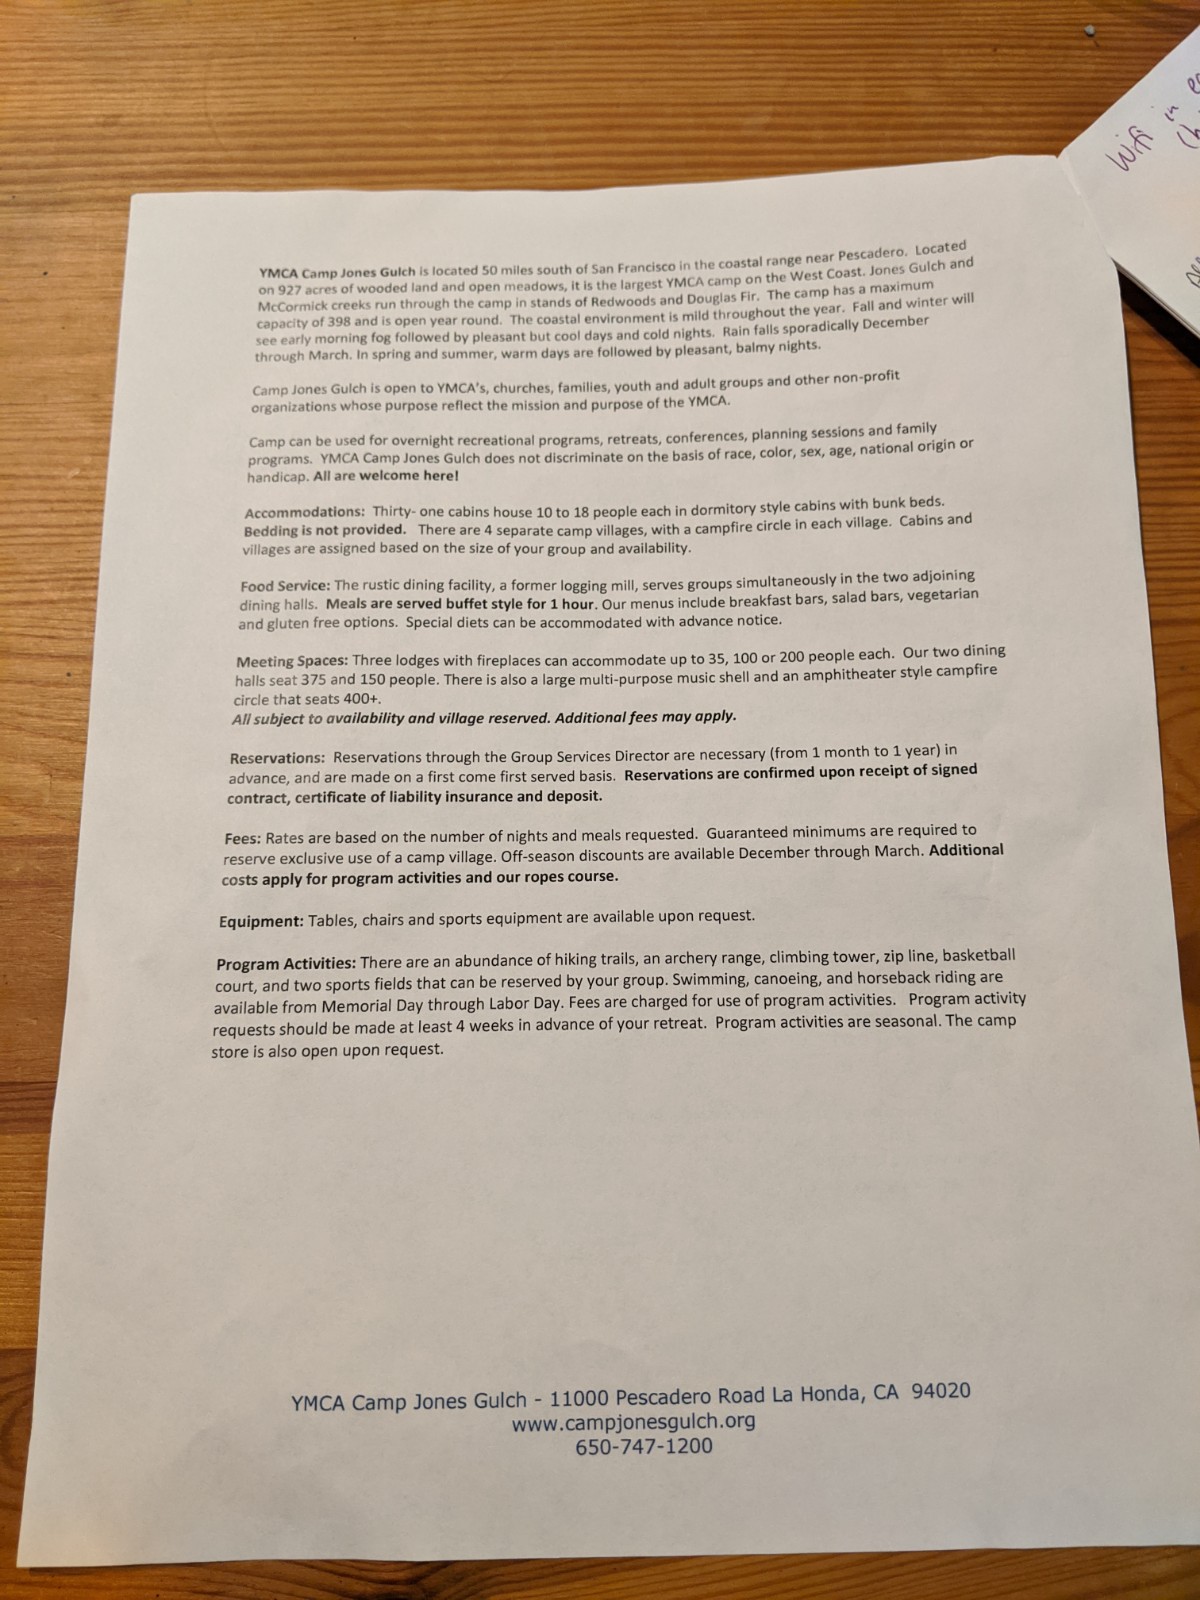 YMCA Camp Jones Gulch is located 50 miles south of San Francisco in the coastal range near Pescadero. Located
on 927 acres of wooded land and open meadows, it is the largest YMCA camp on the West Coast. Jones Gulch and
McCormick creeks run through the camp in stands of Redwoods and Douglas Fir. The camp has a maximum
capacity of 398 and is open year round. The coastal environment is mild throughout the year. Fall and winter will
see early morning fog followed by pleasant but cool days and cold nights. Rain falls sporadically December
through March. In spring and summer, warm days are followed by pleasant, balmy nights.
Camp Jones Gulch is open to YMCA's, churches, families, youth and adult groups and other non-profit
organizations whose purpose reflect the mission and purpose of the YMCA.
Camp can be used for overnight recreational programs, retreats, conferences, planning sessions and family
programs. YMCA Camp Jones Gulch does not discriminate on the basis of race, color, sex, age, national origin or
handicap. All are welcome here!
Accommodations: Thirty- one cabins house 10 to 18 people each in dormitory style cabins with bunk beds.
Bedding is not provided. There are 4 separate camp villages, with a campfire circle in each village. Cabins and
villages are assigned based on the size of your group and availability.
Food Service: The rustic dining facility, a former logging mill, serves groups simultaneously in the two adjoining
dining halls. Meals are served buffet style for 1 hour. Our menus include breakfast bars, salad bars, vegetarian
and gluten free options. Special diets can be accommodated with advance notice.
Meeting Spaces: Three lodges with fireplaces can accommodate up to 35, 100 or 200 people each. Our two dining
halls seat 375 and 150 people. There is also a large multi-purpose music shell and an amphitheater style campfire
circle that seats 400+.
All subject to availability and village reserved. Additional fees may apply.
Reservations: Reservations through the Group Services Director are necessary (from 1 month to 1 year) in
advance, and are made on a first come first served basis. Reservations are confirmed upon receipt of signed
contract, certificate of liability insurance and deposit.
Fees: Rates are based on the number of nights and meals requested. Guaranteed minimums are required to
reserve exclusive use of a camp village. Off-season discounts are available December through March. Additional
costs apply for program activities and our ropes course.
Equipment: Tables, chairs and sports equipment are available upon request.
Program Activities: There are an abundance of hiking trails, an archery range, climbing tower, zip line, basketball
court, and two sports fields that can be reserved by your group. Swimming, canoeing, and horseback riding are
available from Memorial Day through Labor Day. Fees are charged for use of program activities. Program activity
requests should be made at least 4 weeks in advance of your retreat. Program activities are seasonal. The camp
store is also open upon request.
YMCA Camp Jones Gulch - 11000 Pescadero Road La Honda, CA 94020
www.campjonesgulch.org
650-747-1200
Wifi in